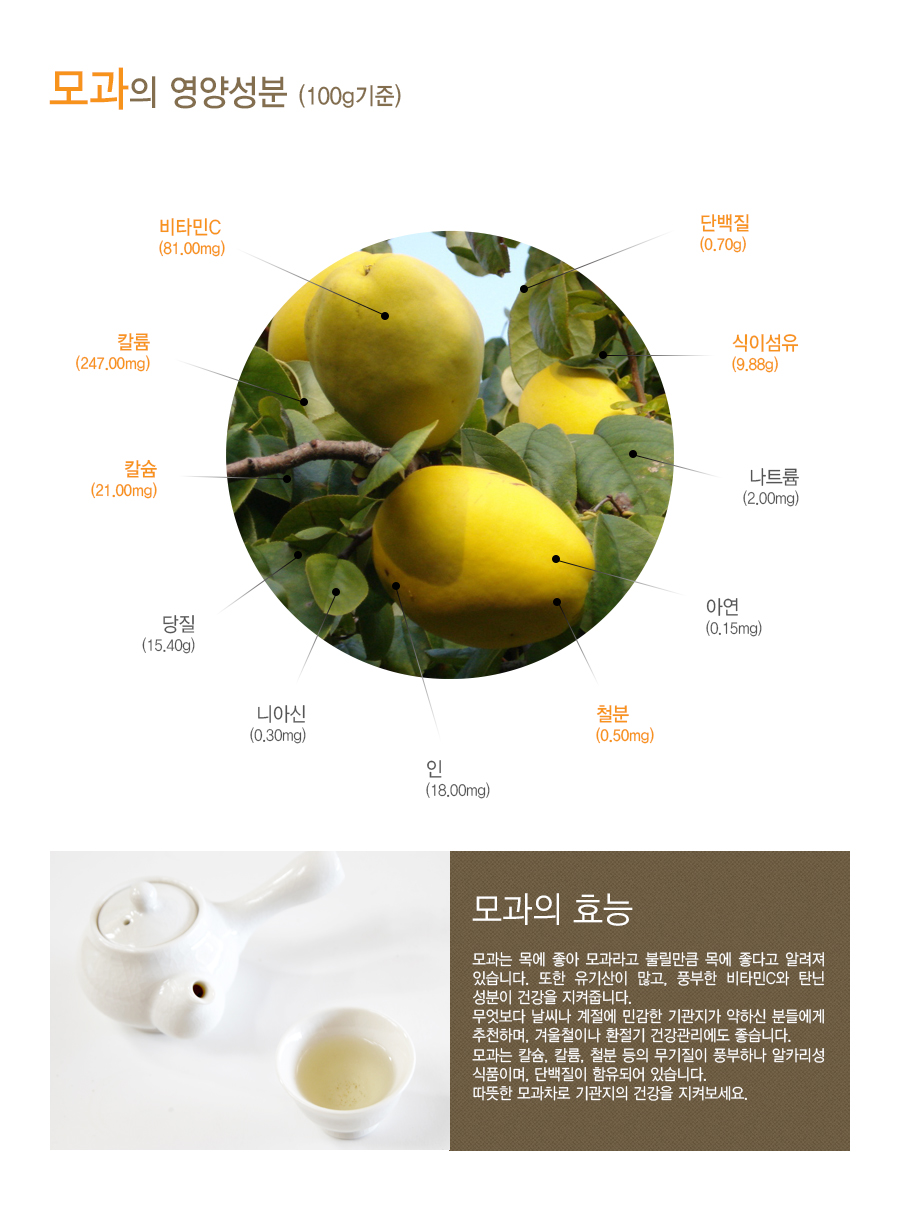 모과의 영양성분 (100g기준)
비타민C
(81.00mg)
단백질
(0.70g)
칼륨
(247.00mg)
식이섬유
(9.88g)
칼슘
(21.00mg)
나트륨
(2.00mg)
당질
(15.40g)
아연
(0.15mg)
니아신
(0.30mg)
철분
(0.50mg)
인
(18.00mg)
모과의 효능
모과는 목에 좋아 모과라고 불릴만큼 목에 좋다고 알려져
있습니다. 또한 유기산이 많고, 풍부한 비타민C와 탄닌
성분이 건강을 지켜줍니다.
무엇보다 날씨나 계절에 민감한 기관지가 약하신 분들에게
추천하며, 겨울철이나 환절기 건강관리에도 좋습니다.
모과는 칼슘, 칼륨, 철분 등의 무기질이 풍부하나 알카리성
식품이며, 단백질이 함유되어 있습니다.
따뜻한 모과차로 기관지의 건강을 지켜보세요.